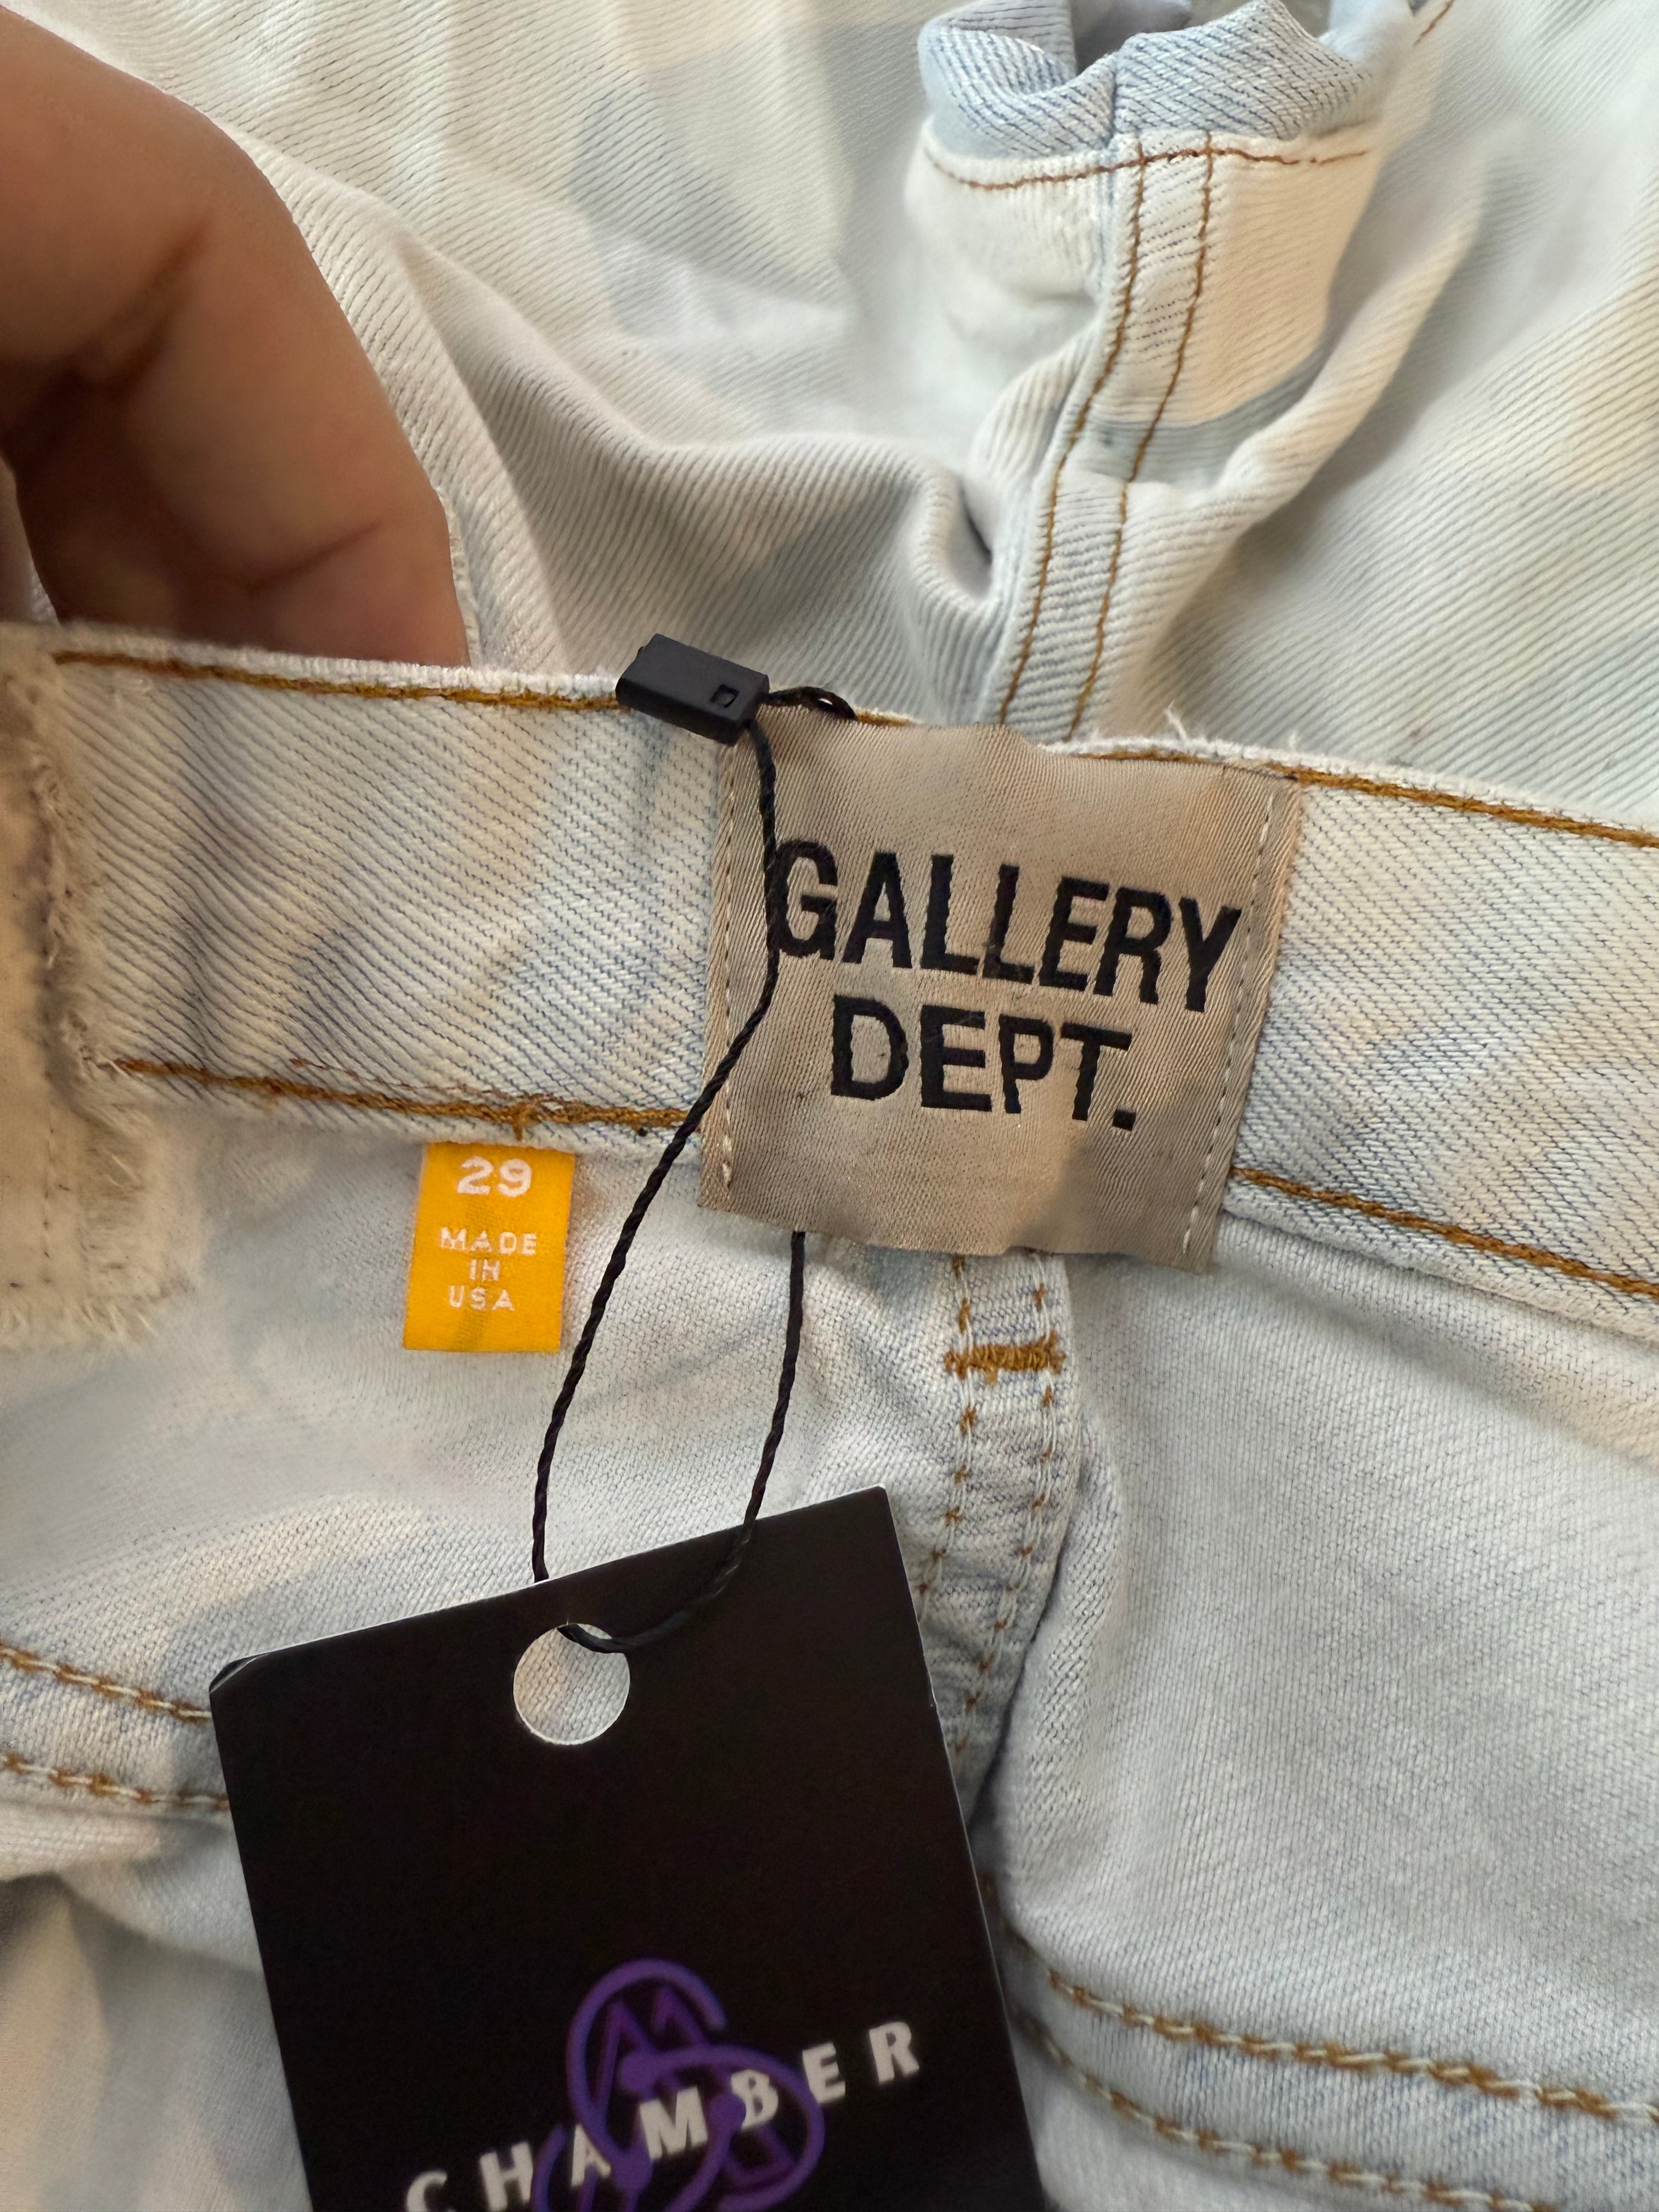 GALLERY
DEPT.
29
MADE
IN
USA
CHAMBER